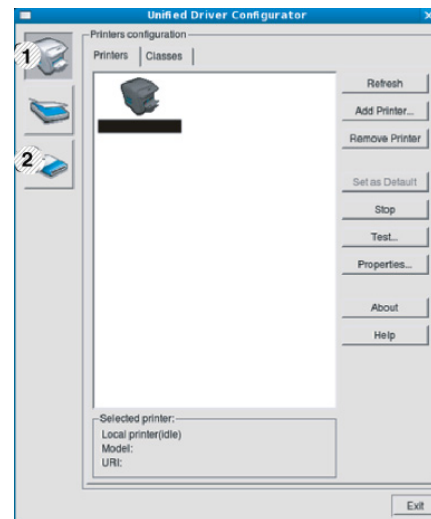 Unified Driver Configurator
Printers configuration
Printers Classes
1
2
Refresh
Add Printer...
Remove Printer
Set as Default
Stop
Test...
Properties...
About
Help
Selected printer:
Local printer(idle)
Model:
URI:
Exit